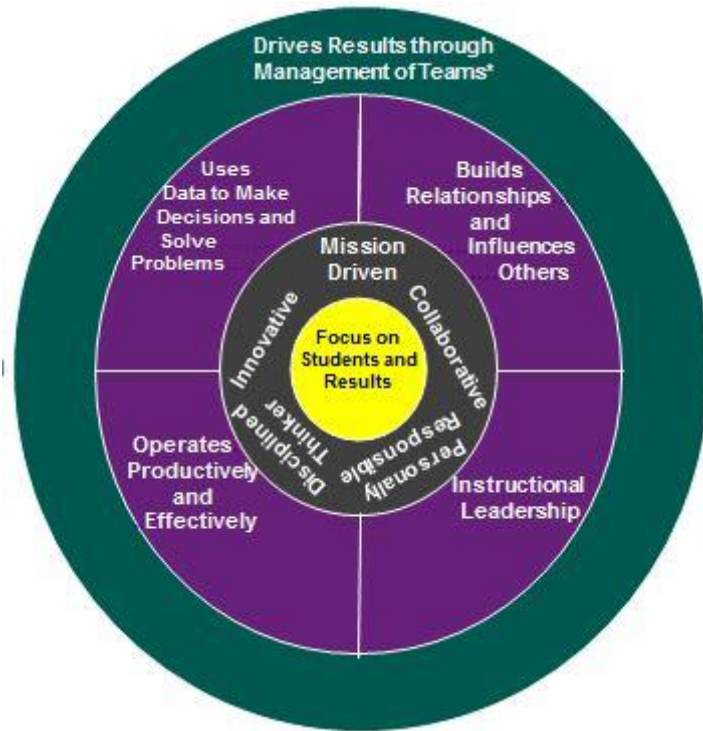 Drives Results through
Management of Teams*
Uses
Data to Make
Decisions and
Solve
Problems
Builds
Relationships
and
Influences
Others
Mission
Driven
Innovative
Collaborative
Focus on
Students and
Results
Disciplined
Thinker
Personally
Responsible
Operates
Productively
and
Effectively
Instructional
Leadership